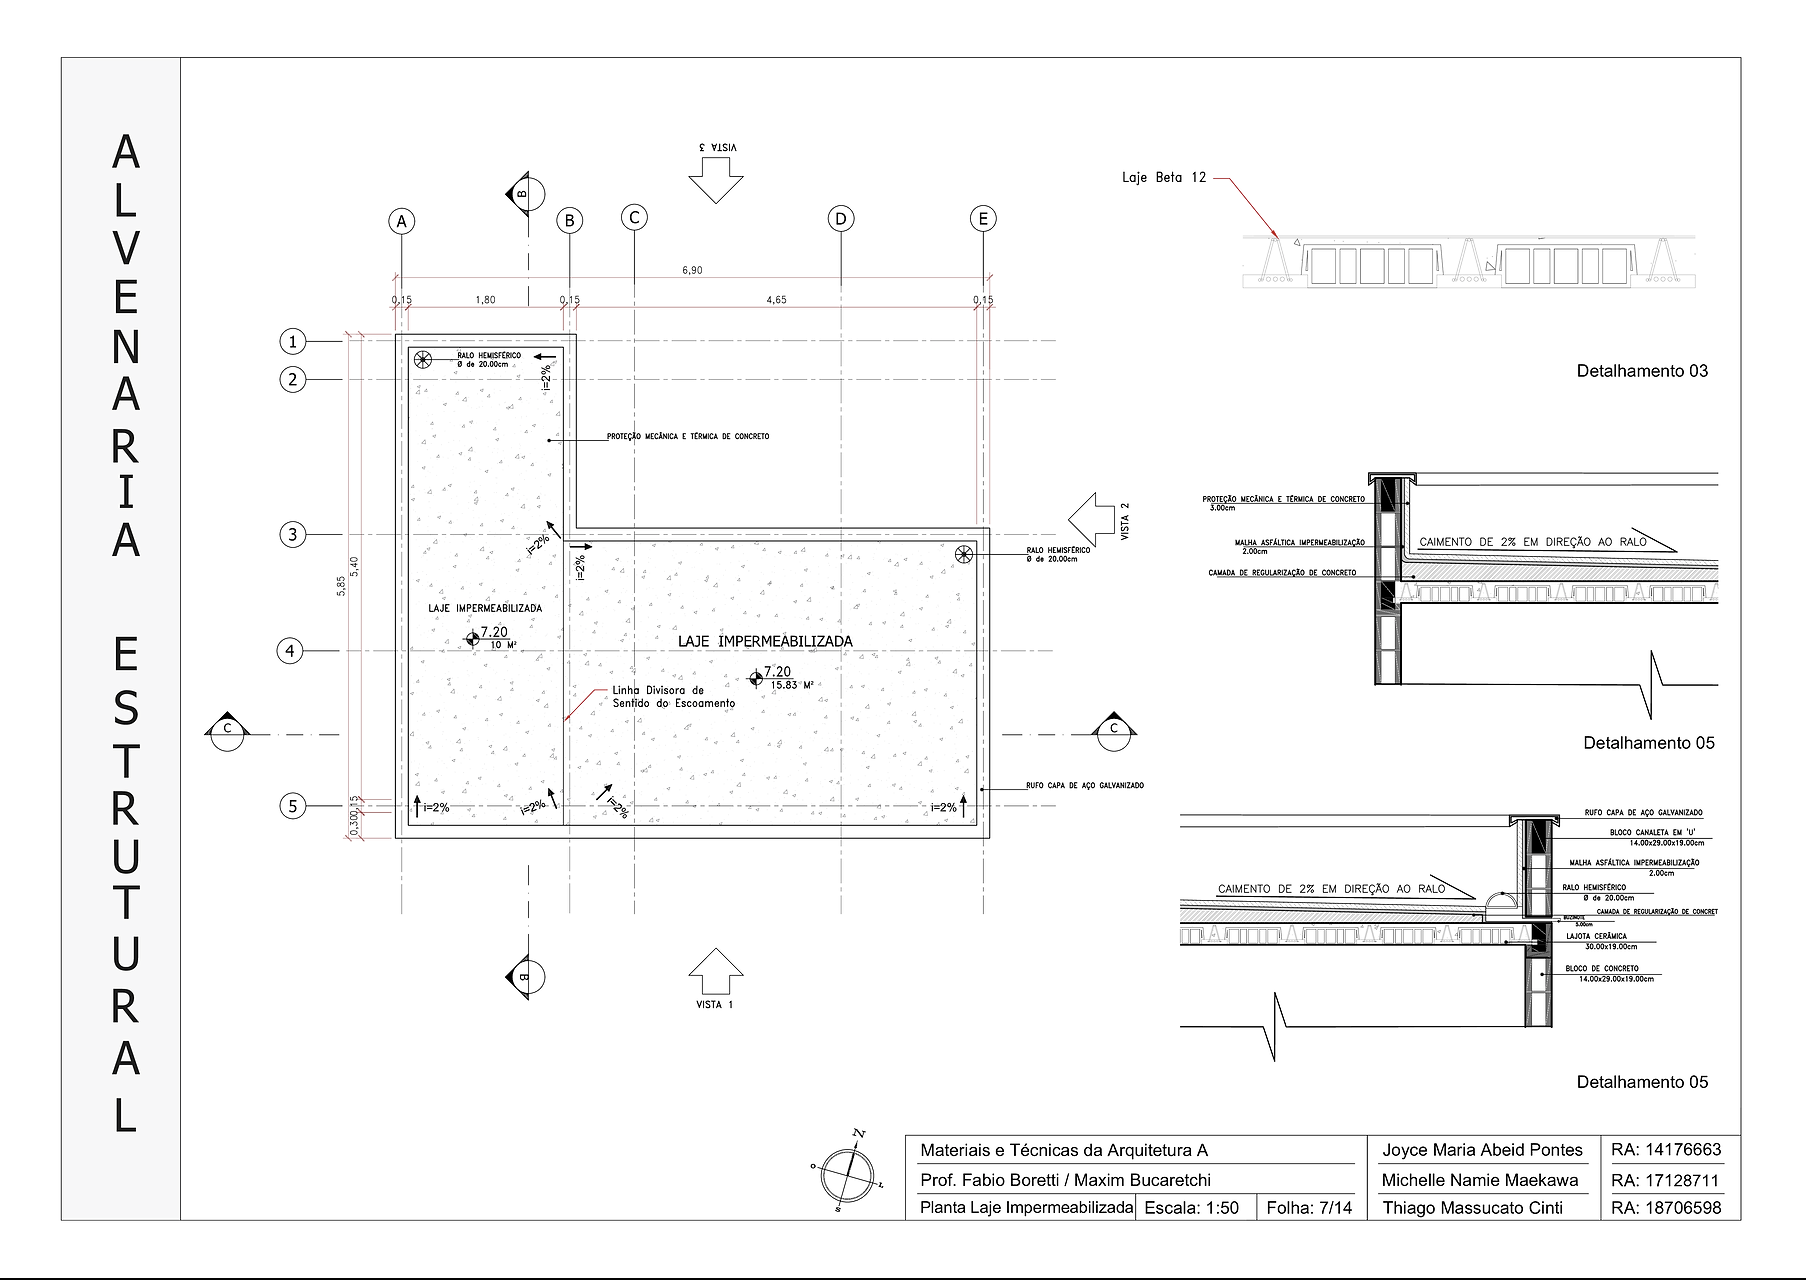 ALVENARIA ESTRUTURAL
VISTA 3
B
A
B
C
D
E
6,90
0,15
1,80
0,15
4,65
0,15
1
2
3
4
5
RALO HEMISFÉRICO
Ø de 20.00cm
i=2%
PROTEÇÃO MECÂNICA E TÉRMICA DE CONCRETO
VISTA 2
i=2%
i=2%
RALO HEMISFÉRICO
Ø de 20.00cm
5,40
5,85
LAJE IMPERMEABILIZADA
7.20
10 M²
LAJE IMPERMEABILIZADA
7.20
15.83 M²
Linha Divisora de
Sentido do Escoamento
C
C
RUFO CAPA DE AÇO GALVANIZADO
0,15
0,30
i=2%
i=2%
i=2%
i=2%
B
VISTA 1
Laje Beta 12
Detalhamento 03
PROTEÇÃO MECÂNICA E TÉRMICA DE CONCRETO
3.00cm
MALHA ASFÁLTICA IMPERMEABILIZAÇÃO
2.00cm
CAIMENTO DE 2% EM DIREÇÃO AO RALO
CAMADA DE REGULARIZAÇÃO DE CONCRETO
Detalhamento 05
RUFO CAPA DE AÇO GALVANIZADO
BLOCO CANALETA EM 'U'
14.00x29.00x19.00cm
MALHA ASFÁLTICA IMPERMEABILIZAÇÃO
2.00cm
CAIMENTO DE 2% EM DIREÇÃO AO RALO
RALO HEMISFÉRICO
Ø de 20.00cm
CAMADA DE REGULARIZAÇÃO DE CONCRET
5.00cm
LAJOTA CERÂMICA
30.00x19.00cm
BLOCO DE CONCRETO
14.00x29.00x19.00cm
Detalhamento 05
N
O
L
S
Materiais e Técnicas da Arquitetura A
Prof. Fabio Boretti / Maxim Bucaretchi
Planta Laje Impermeabilizada
Escala: 1:50
Folha: 7/14
Joyce Maria Abeid Pontes
RA: 14176663
Michelle Namie Maekawa
RA: 17128711
Thiago Massucato Cinti
RA: 18706598